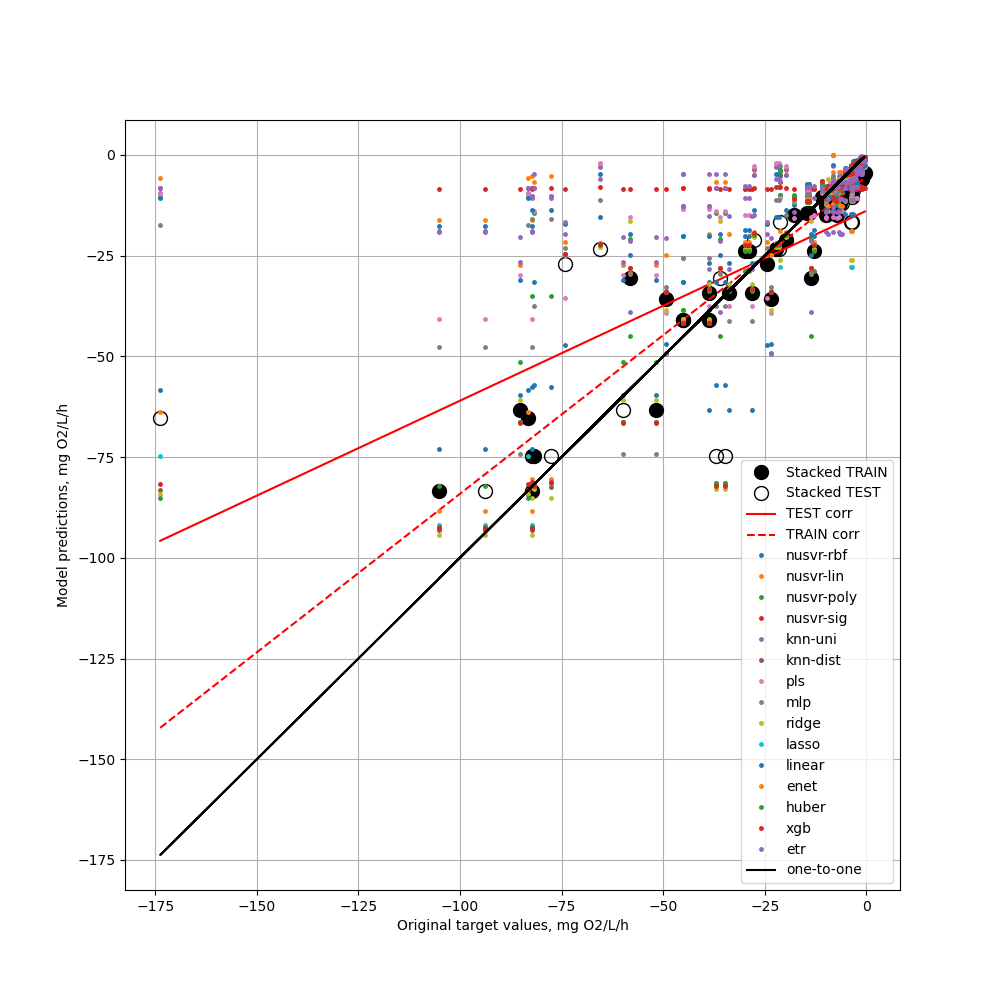 0
−25
−50
−75
−100
−125
−150
−175
Model predictions, mg O2/L/h
−175
−150
−125
−100
−75
−50
−25
0
Original target values, mg O2/L/h
Stacked TRAIN
Stacked TEST
TEST corr
TRAIN corr
nusvr-rbf
nusvr-lin
nusvr-poly
nusvr-sig
knn-uni
knn-dist
pls
mlp
ridge
lasso
linear
enet
huber
xgb
etr
one-to-one